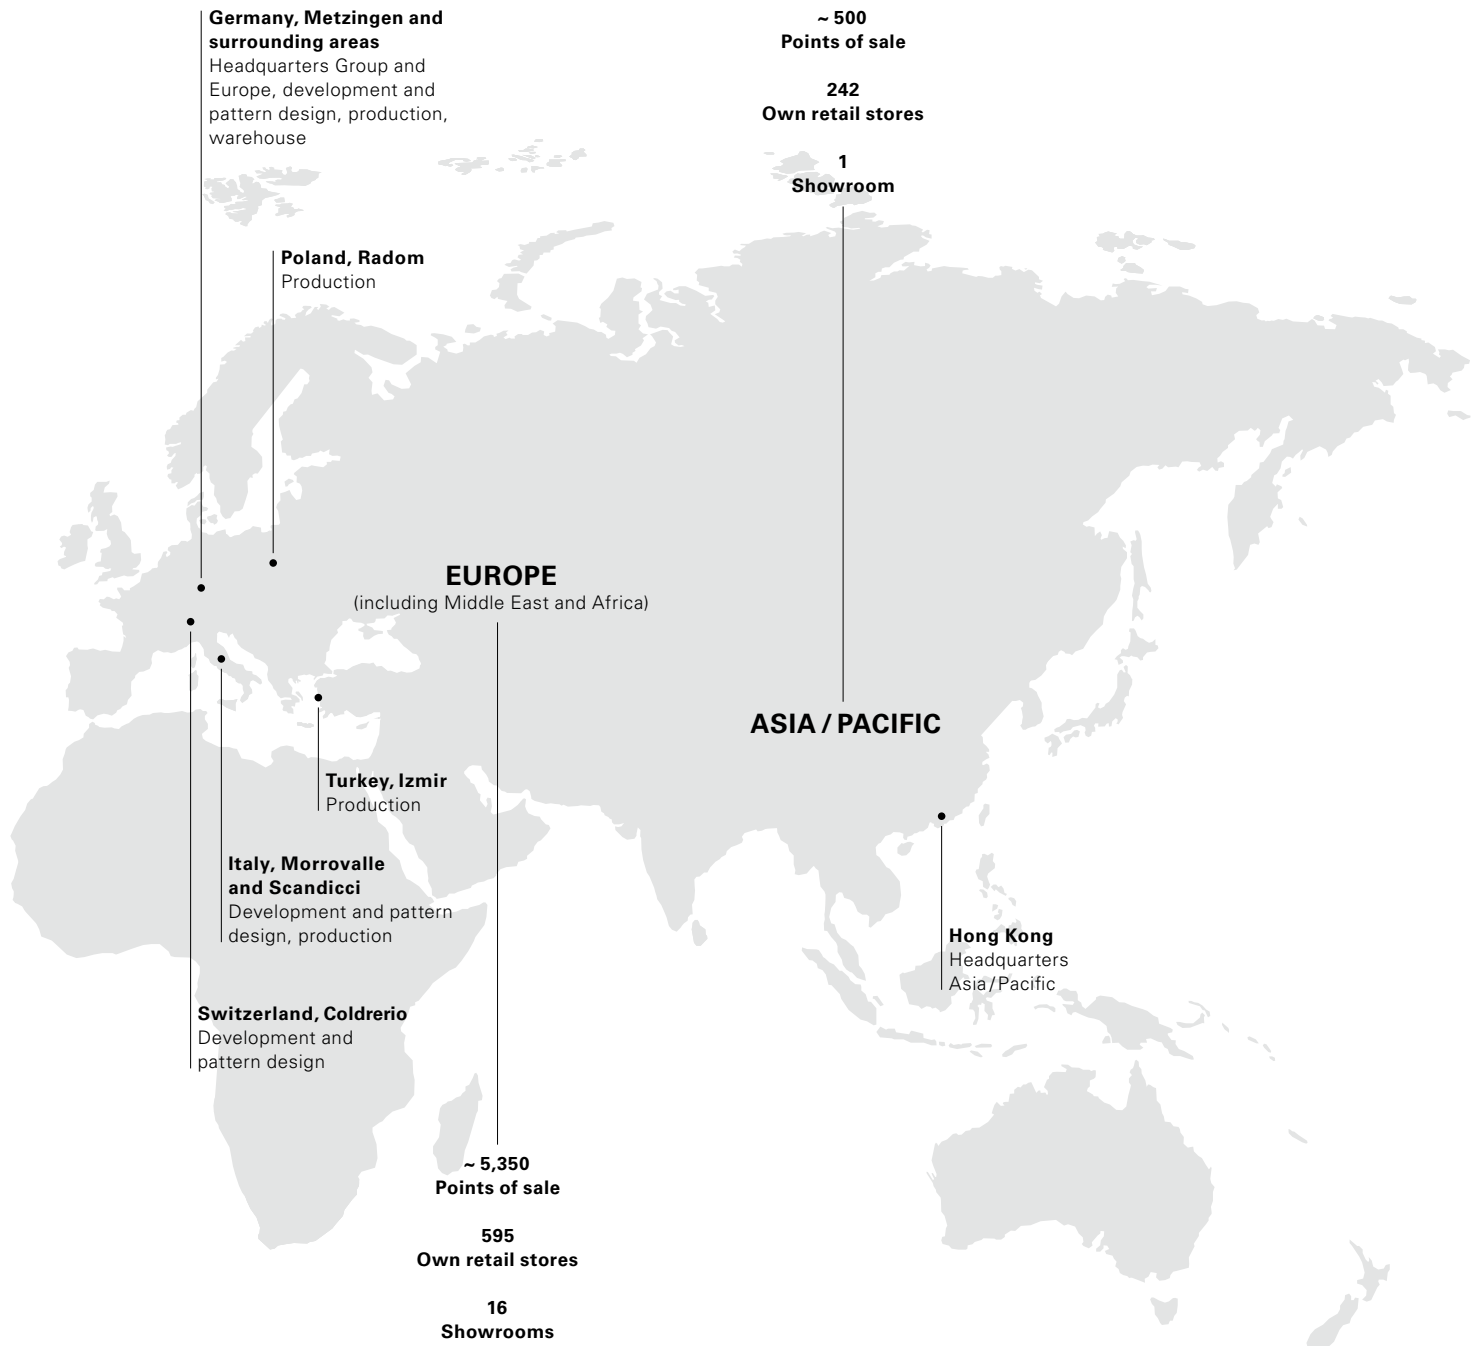 Germany, Metzingen and
surrounding areas
Headquarters Group and
Europe, development and
pattern design, production,
warehouse
~ 500
Points of sale
242
Own retail stores
1
Showroom
Poland, Radom
Production
EUROPE
(including Middle East and Africa)
ASIA / PACIFIC
Turkey, Izmir
Production
Italy, Morrovalle
and Scandicci
Development and pattern
design, production
Hong Kong
Headquarters
Asia / Pacific
Switzerland, Coldrerio
Development and
pattern design
~ 5,350
Points of sale
595
Own retail stores
16
Showrooms